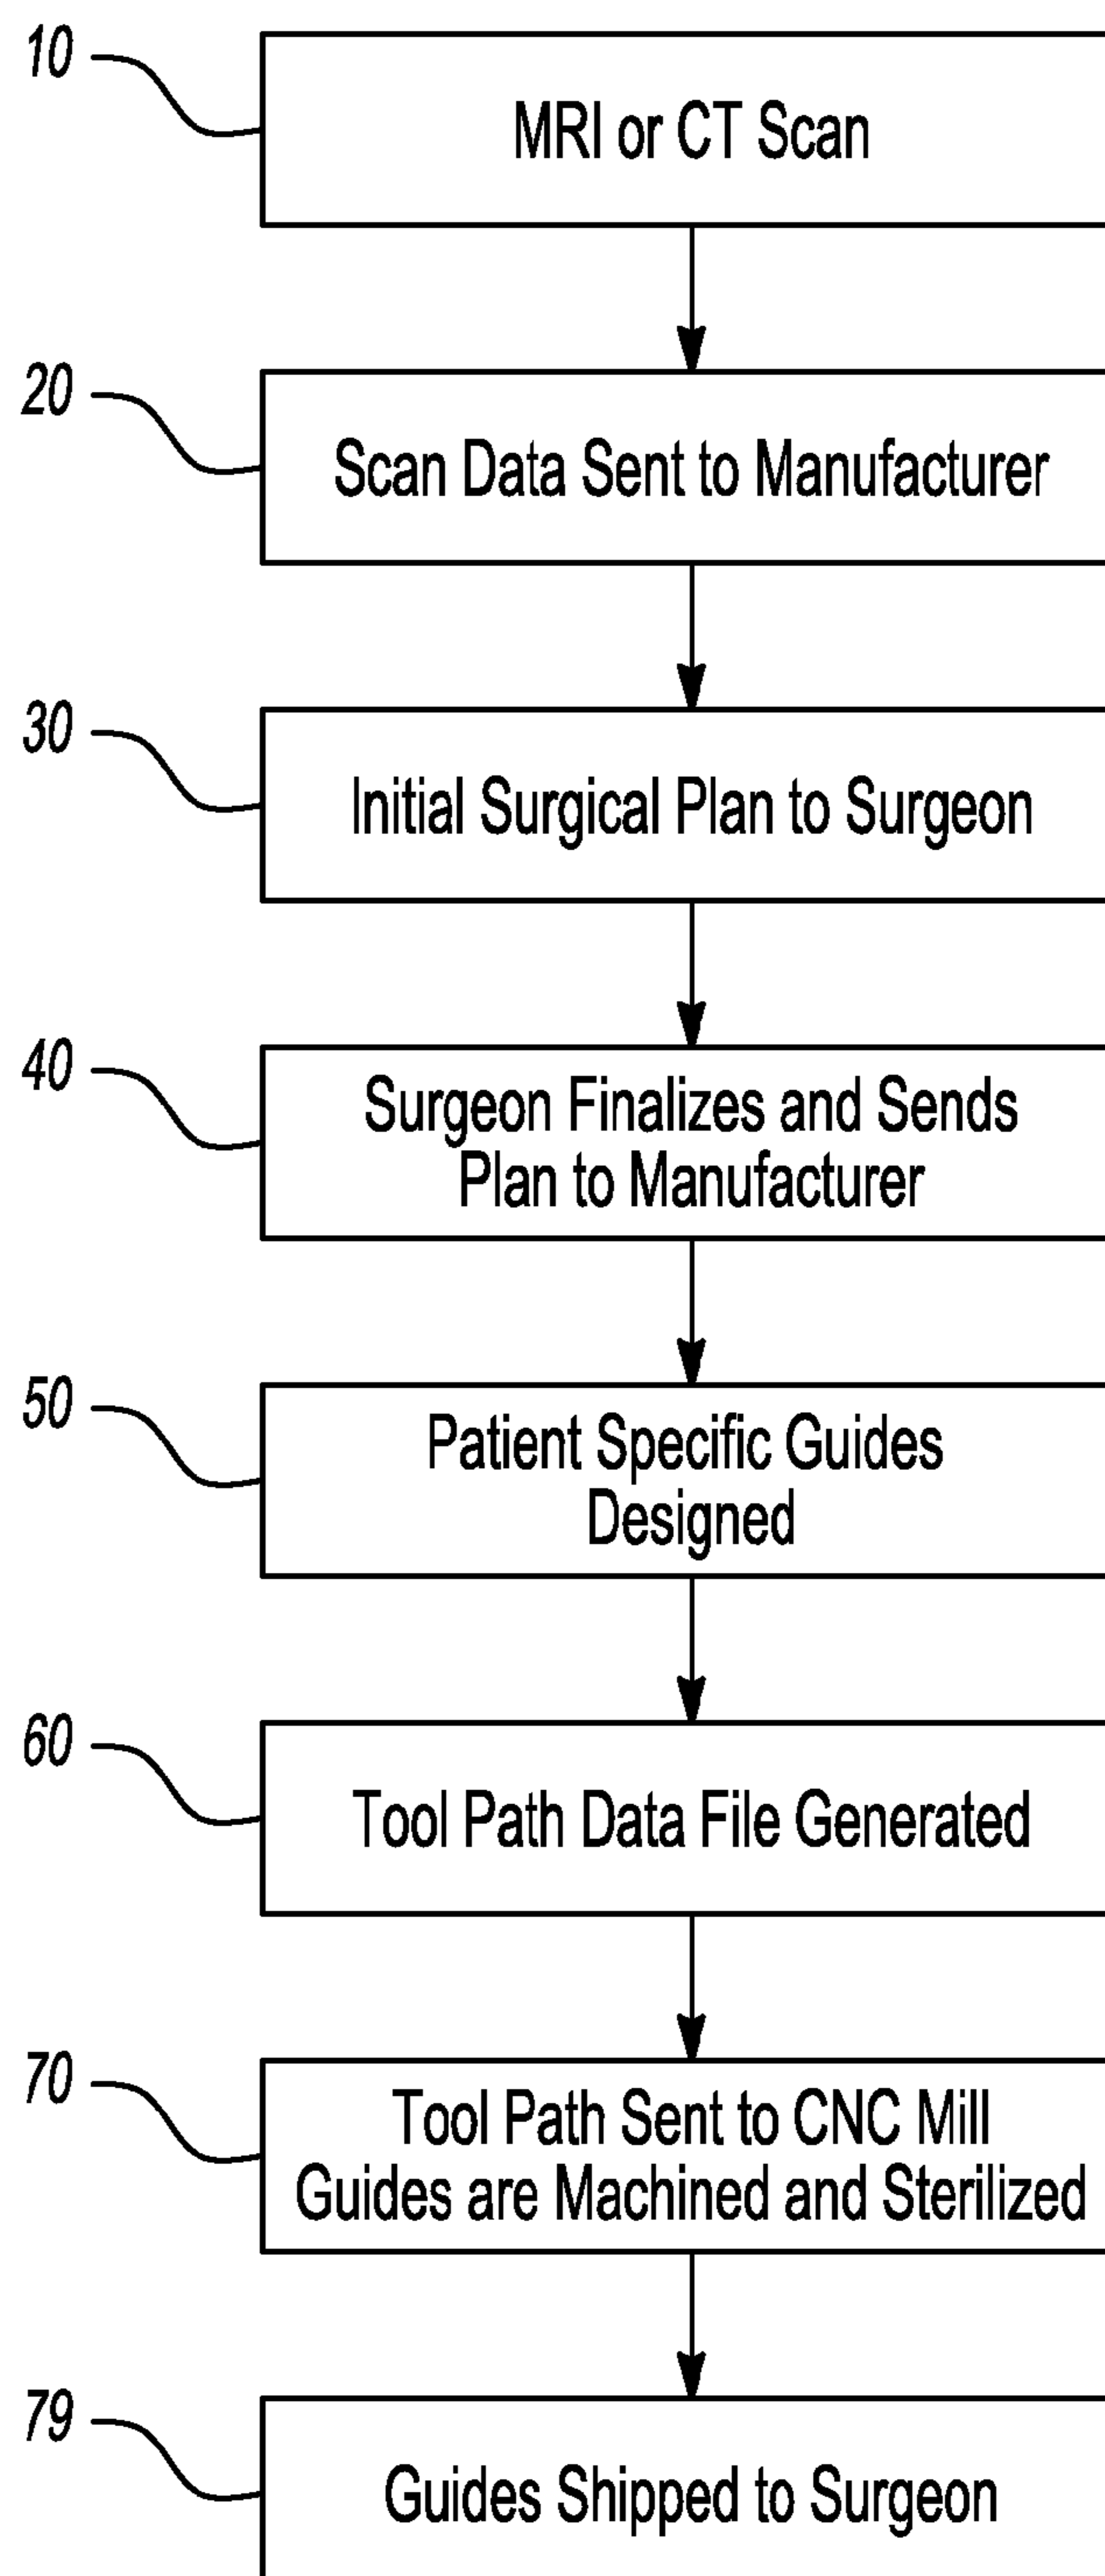 10
MRI or CT Scan
20
Scan Data Sent to Manufacturer
30
Initial Surgical Plan to Surgeon
40
Surgeon Finalizes and Sends
Plan to Manufacturer
50
Patient Specific Guides
Designed
60
Tool Path Data File Generated
70
Tool Path Sent to CNC Mill
Guides are Machined and Sterilized
79
Guides Shipped to Surgeon